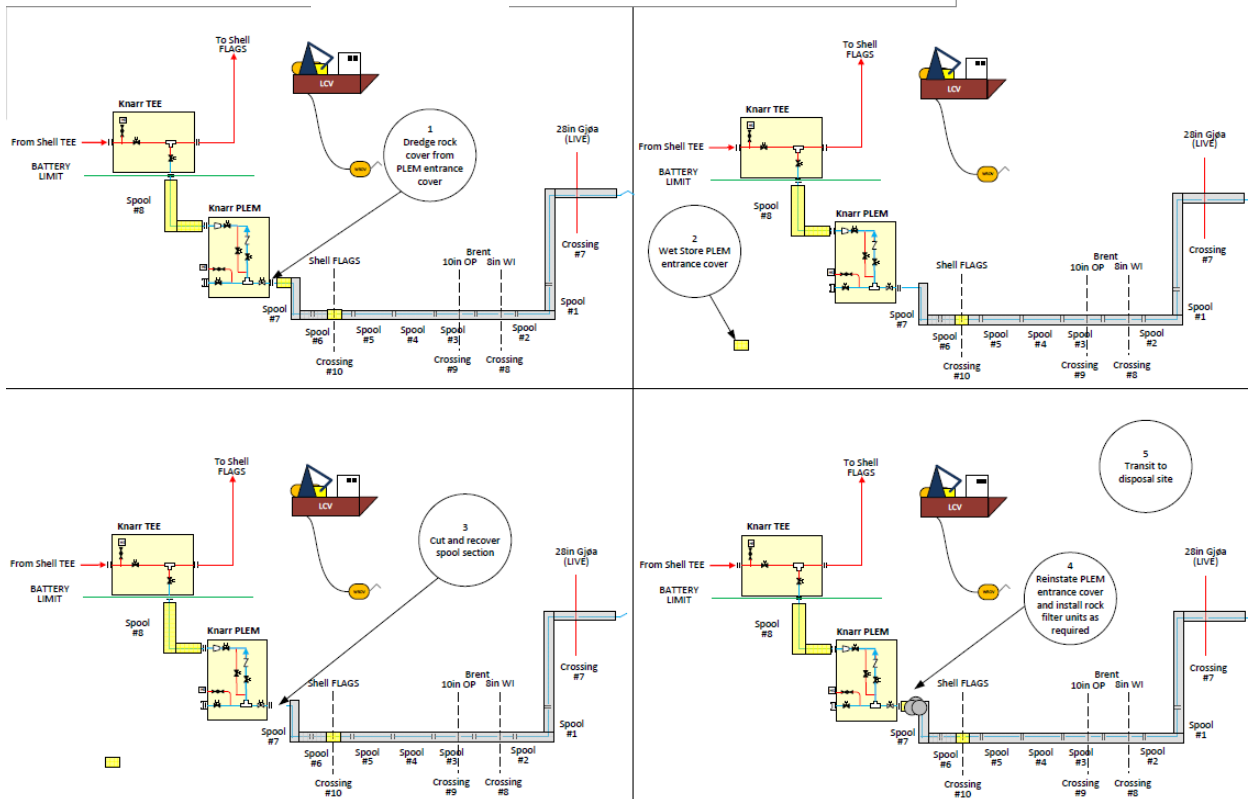 To Shell
FLAGS
LCV
Knarr TEE
1
Dredge rock
cover from
PLEM entrance
cover
28in Gjøa
(LIVE)
From Shell TEE
WROV
BATTERY
LIMIT
Spool
#8
Knarr PLEM
Crossing
#7
Shell FLAGS
Brent
10in OP
8in WI
Spool
#7
Spool
#1
Spool
#6
Spool
#5
Spool
#4
Spool
#3
Spool
#2
Crossing
#10
Crossing
#9
Crossing
#8
To Shell
FLAGS
LCV
Knarr TEE
28in Gjøa
(LIVE)
From Shell TEE
WROV
BATTERY
LIMIT
Spool
#8
2
Wet Store PLEM
entrance cover
Knarr PLEM
Crossing
#7
Shell FLAGS
Brent
10in OP
8in WI
Spool
#7
Spool
#1
Spool
#6
Spool
#5
Spool
#4
Spool
#3
Spool
#2
Crossing
#10
Crossing
#9
Crossing
#8
To Shell
FLAGS
LCV
Knarr TEE
3
Cut and recover
spool section
28in Gjøa
(LIVE)
From Shell TEE
WROV
BATTERY
LIMIT
Spool
#8
Knarr PLEM
Crossing
#7
Shell FLAGS
Brent
10in OP
8in WI
Spool
#7
Spool
#1
Spool
#6
Spool
#5
Spool
#4
Spool
#3
Spool
#2
Crossing
#10
Crossing
#9
Crossing
#8
5
Transit to
disposal site
To Shell
FLAGS
LCV
Knarr TEE
28in Gjøa
(LIVE)
From Shell TEE
WROV
4
Reinstate PLEM
entrance cover
and install rock
filter units as
required
BATTERY
LIMIT
Spool
#8
Knarr PLEM
Crossing
#7
Shell FLAGS
Brent
10in OP
8in WI
Spool
#7
Spool
#1
Spool
#6
Spool
#5
Spool
#4
Spool
#3
Spool
#2
Crossing
#10
Crossing
#9
Crossing
#8